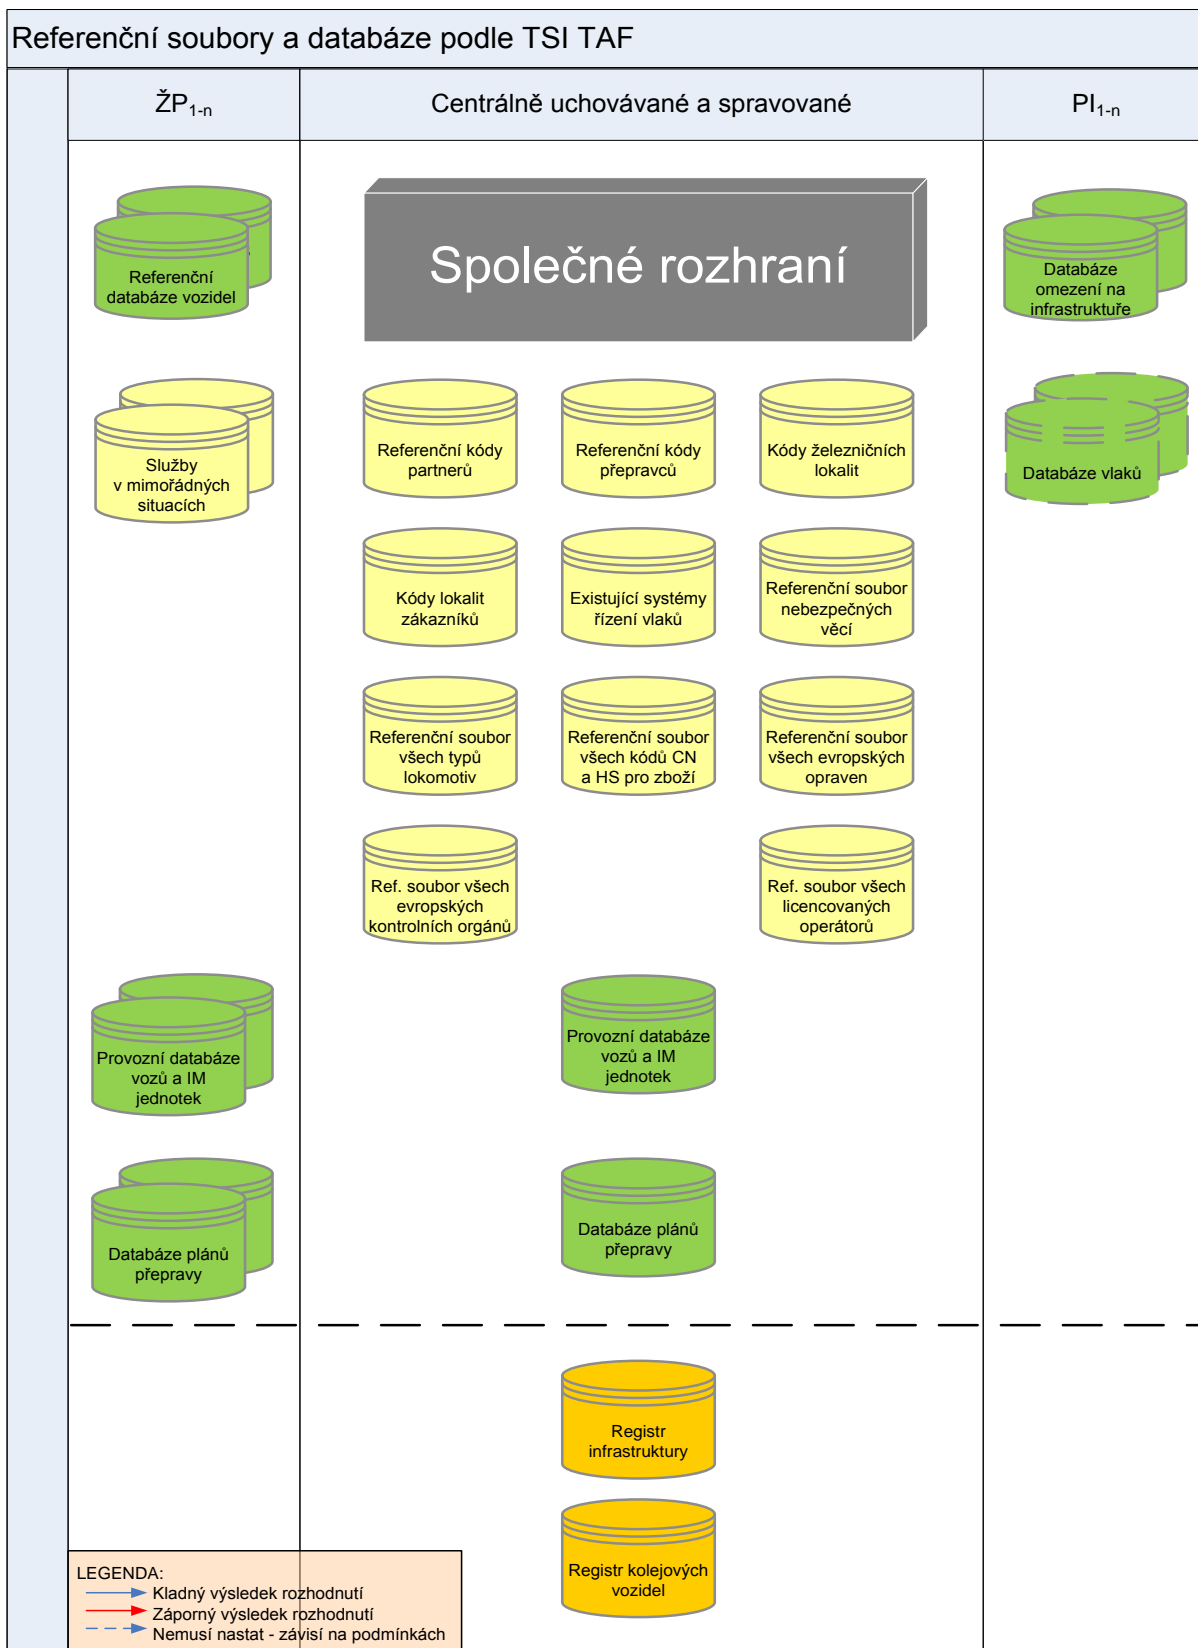 Referenční soubory a databáze podle TSI TAF
ŽP1-n
Centrálně uchovávané a spravované
PI1-n
Společné rozhraní
Referenční
databáze vozidel
Databáze
omezení na
infrastruktuře
Služby
v mimořádných
situacích
Referenční kódy
partnerů
Referenční kódy
přepravců
Kódy železničních
lokalit
Databáze vlaků
Kódy lokalit
zákazníků
Existující systémy
řízení vlaků
Referenční soubor
nebezpečných
věcí
Referenční soubor
všech typů
lokomotiv
Referenční soubor
všech kódů CN
a HS pro zboží
Referenční soubor
všech evropských
opraven
Ref. soubor všech
evropských
kontrolních orgánů
Ref. soubor všech
licencovaných
operátorů
Provozní databáze
vozů a IM
jednotek
Provozní databáze
vozů a IM
jednotek
Databáze plánů
přepravy
Databáze plánů
přepravy
Registr
infrastruktury
Registr kolejových
vozidel
LEGENDA:
Kladný výsledek rozhodnutí
Záporný výsledek rozhodnutí
Nemusí nastat - závisí na podmínkách